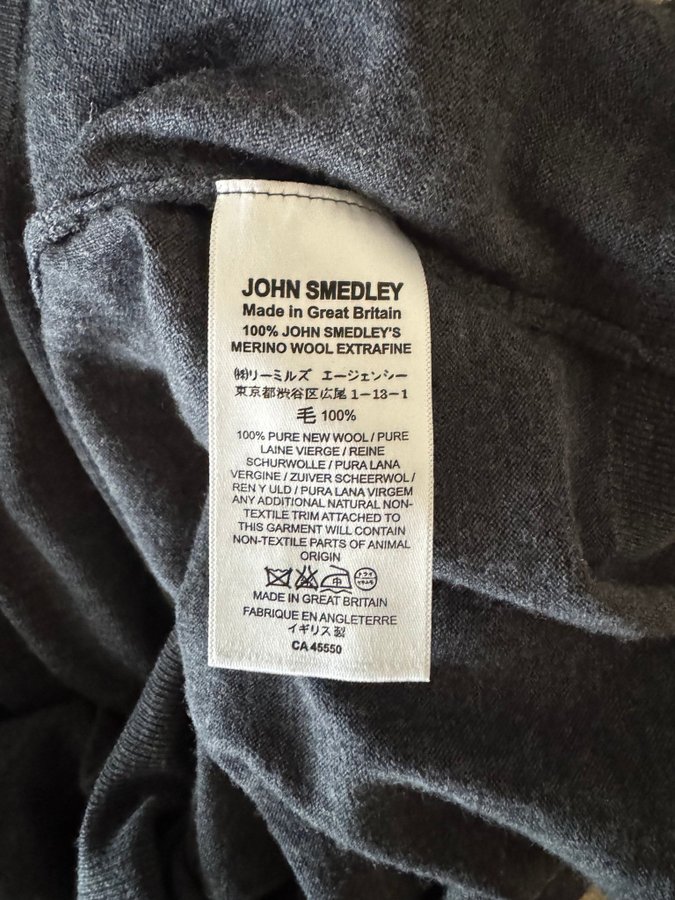 JOHN SMEDLEY
Made in Great Britain
100% JOHN SMEDLEY'S
MERINO WOOL EXTRAFINE
㈱リーミルズ エージェンシー
東京都渋谷区広尾1-13-1
毛 100%
100% PURE NEW WOOL / PURE
LAINE VIERGE / REINE
SCHURWOLLE / PURA LANA
VERGINE / ZUIVER SCHEERWOL /
REN Y ULD / PURA LANA VIRGEM
ANY ADDITIONAL NATURAL NON-
TEXTILE TRIM ATTACHED TO
THIS GARMENT WILL CONTAIN
NON-TEXTILE PARTS OF ANIMAL
ORIGIN
中 ドライ
MADE IN GREAT BRITAIN
FABRIQUE EN ANGLETERRE
イギリス製
CA 45550